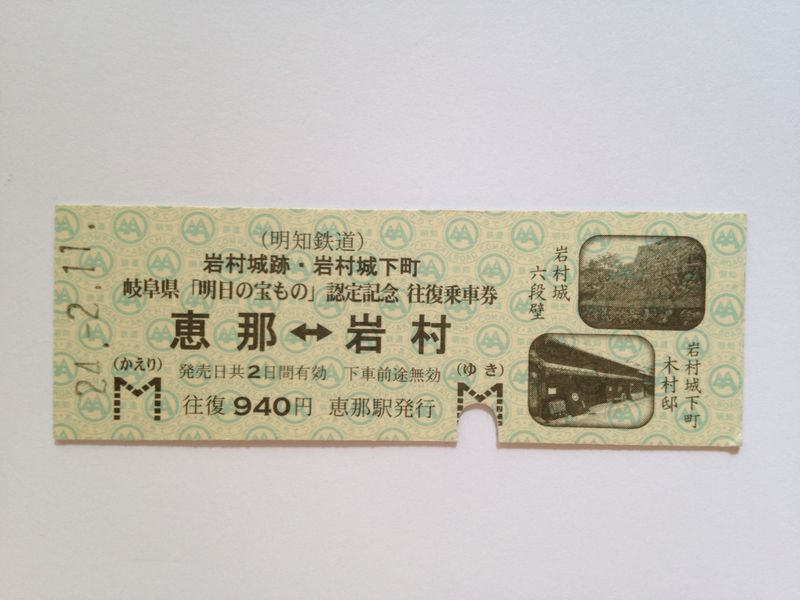 24.-2.11.
(明知鉄道)
岩村城跡・岩村城下町
岐阜県「明日の宝もの」認定記念 往復乗車券
恵那↔岩村
(かえり)
発売日共2日間有効 下車前途無効
(ゆき)
M
M
往復940円 恵那駅発行
岩村城
六段壁
岩村城下町
木村邸